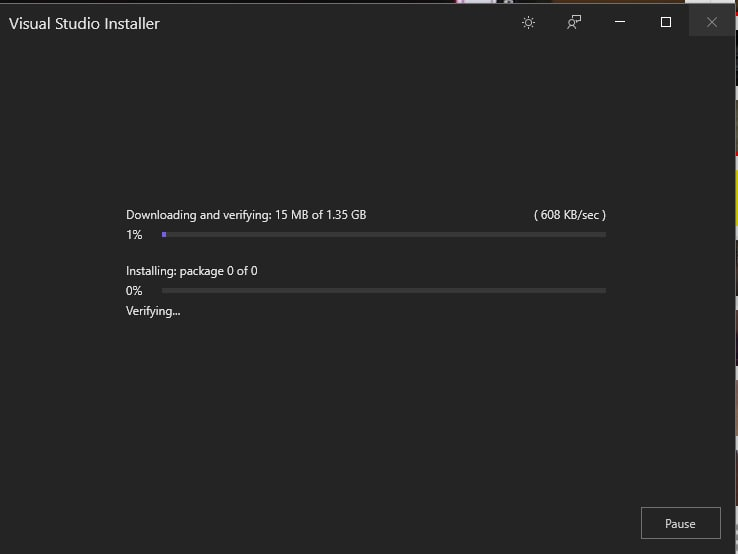 Visual Studio Installer
Downloading and verifying: 15 MB of 1.35 GB ( 608 KB/sec )
1%
Installing: package 0 of 0
0%
Verifying...
Pause